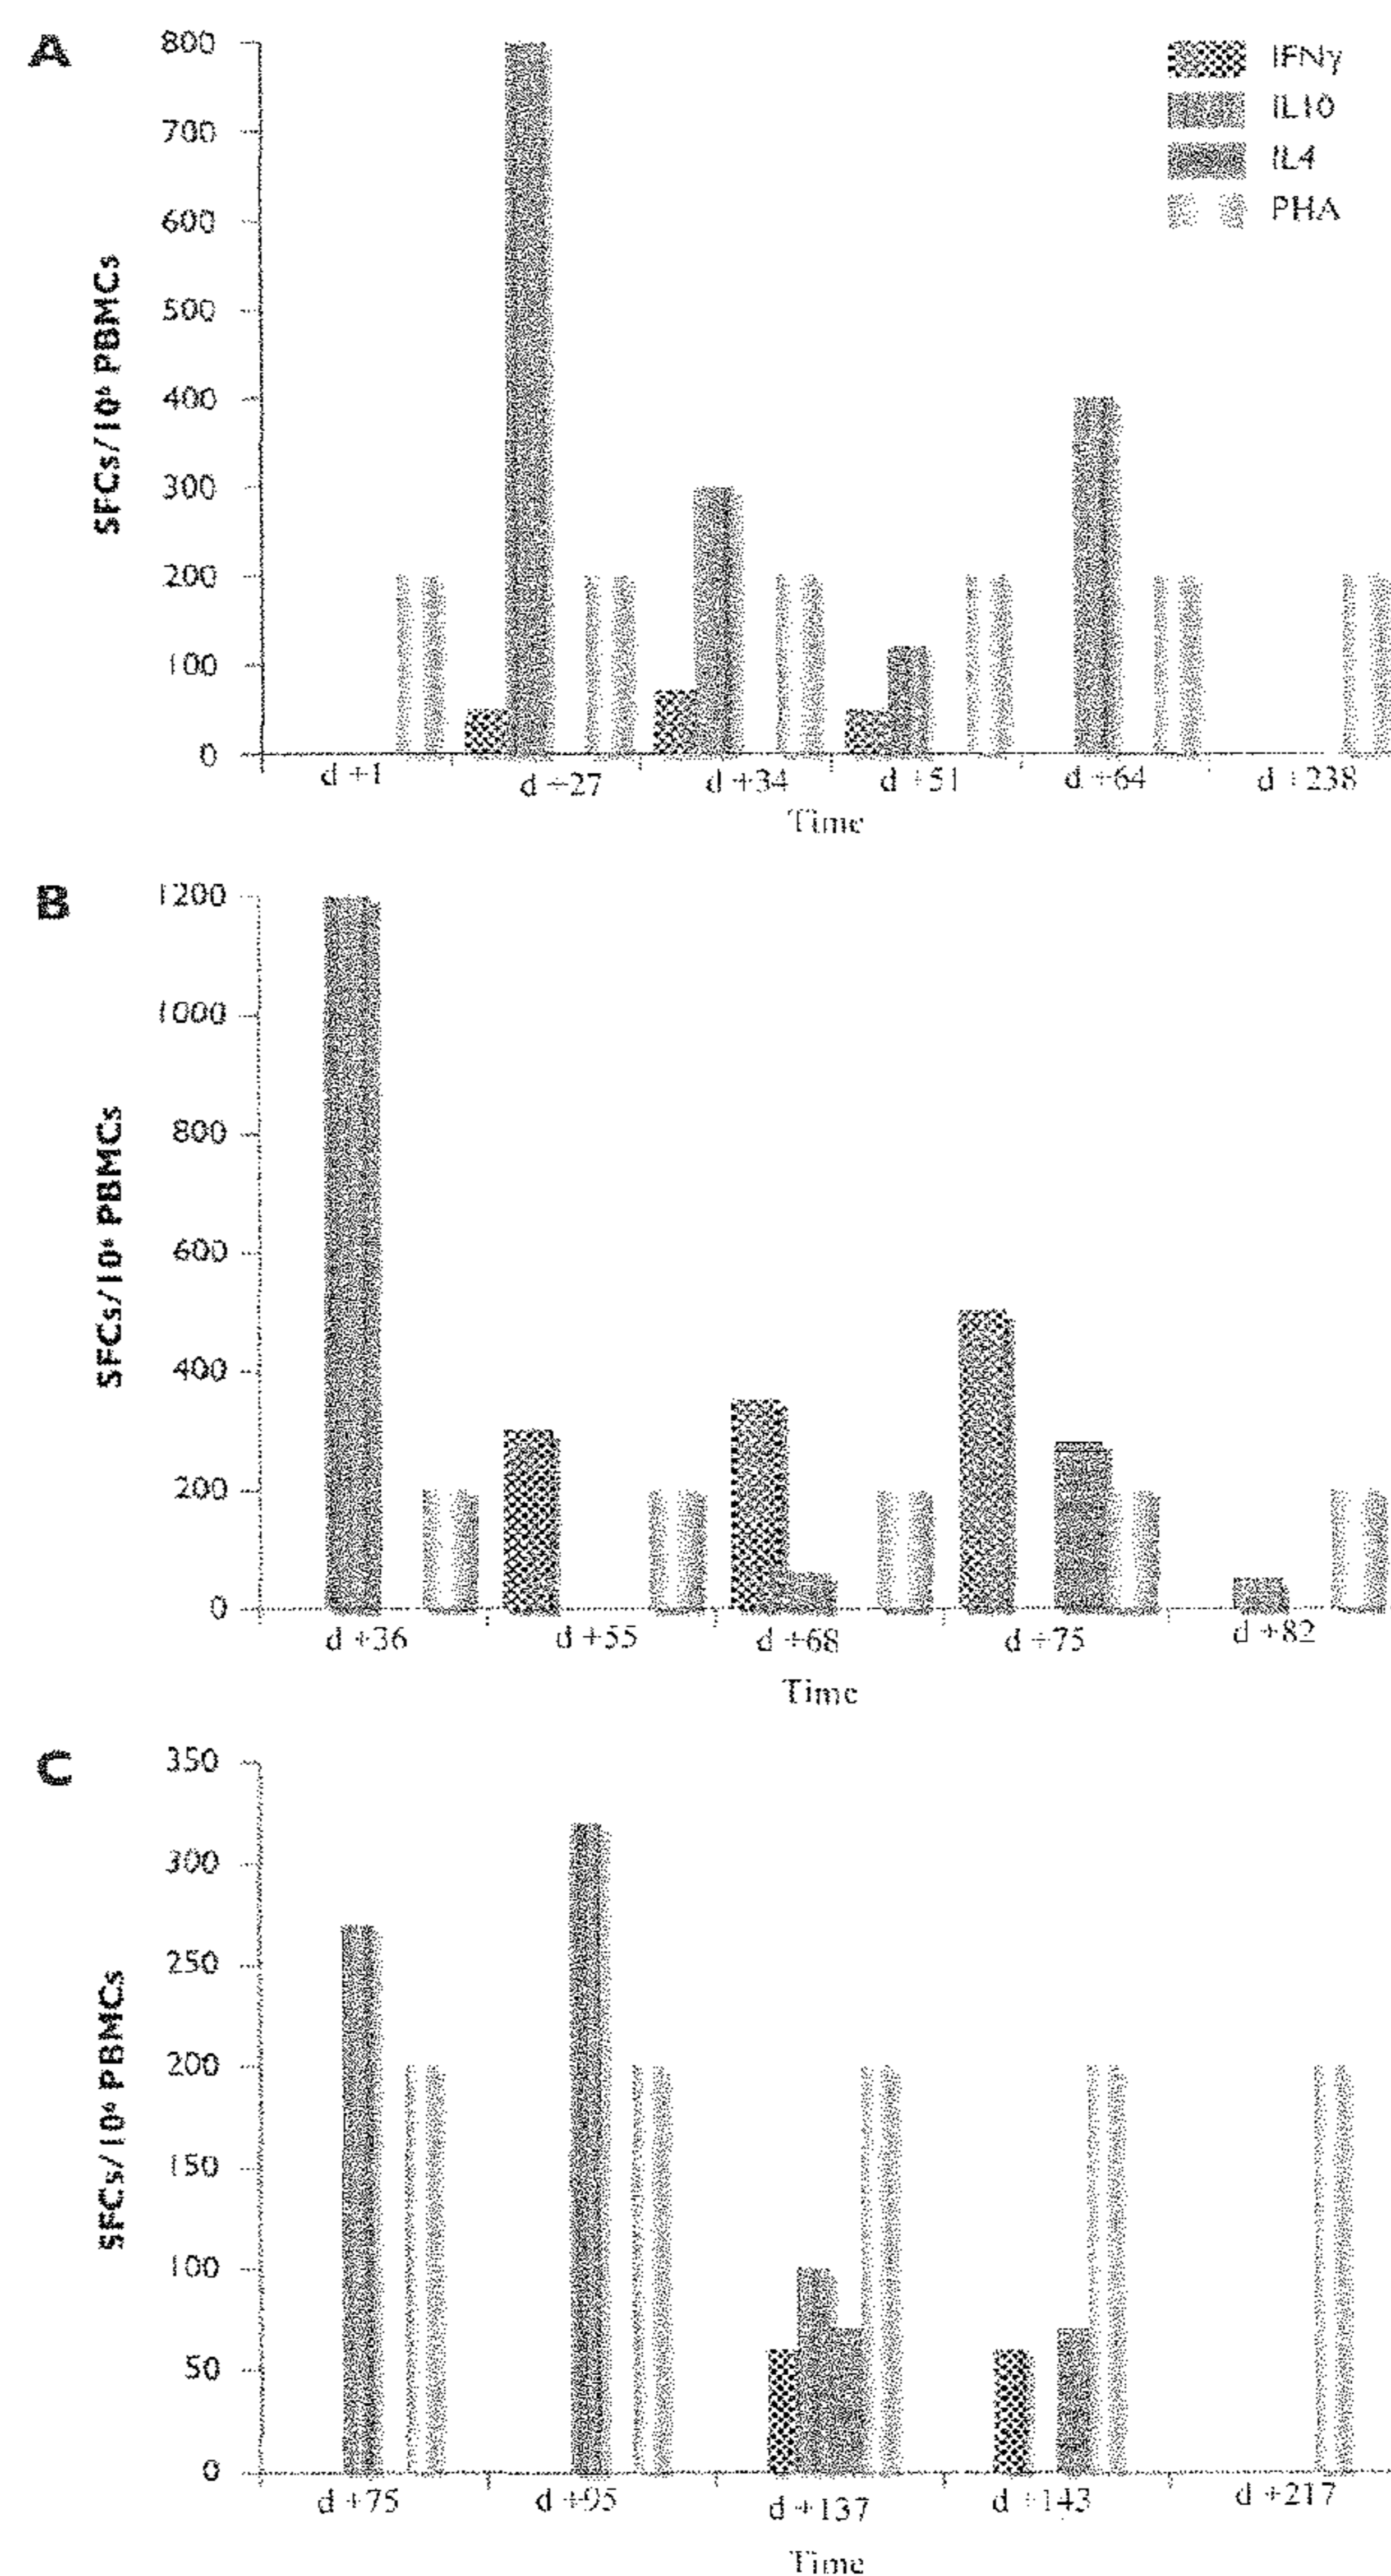 A
800
700
600
500
400
300
200
100
0
SFCs/10⁶ PBMCs
IFNγ
IL10
IL4
PHA
d +1
d +27
d +34
d +51
d +64
d +238
Time
B
1200
1000
800
600
400
200
0
SFCs/10⁶ PBMCs
d +36
d +55
d +68
d +75
d +82
Time
C
350
300
250
200
150
100
50
0
SFCs/10⁶ PBMCs
d +75
d +95
d +137
d +143
d +217
Time